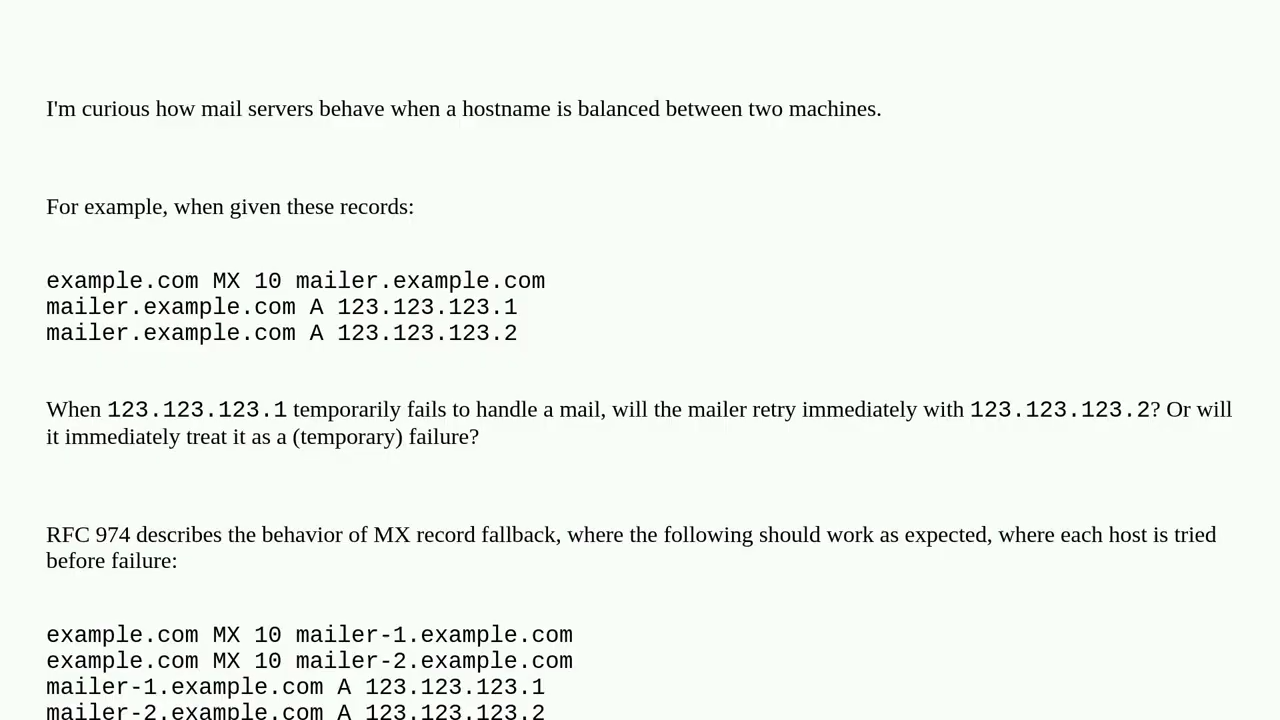 I'm curious how mail servers behave when a hostname is balanced between two machines.
For example, when given these records:
example.com MX 10 mailer.example.com
mailer.example.com A 123.123.123.1
mailer.example.com A 123.123.123.2
When 123.123.123.1 temporarily fails to handle a mail, will the mailer retry immediately with 123.123.123.2? Or will
it immediately treat it as a (temporary) failure?
RFC 974 describes the behavior of MX record fallback, where the following should work as expected, where each host is tried
before failure:
example.com MX 10 mailer-1.example.com
example.com MX 10 mailer-2.example.com
mailer-1.example.com A 123.123.123.1
mailer-2.example.com A 123.123.123.2